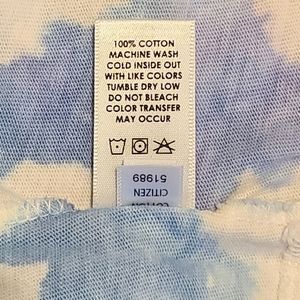 100% COTTON
MACHINE WASH
COLD INSIDE OUT
WITH LIKE COLORS
TUMBLE DRY LOW
DO NOT BLEACH
COLOR TRANSFER
MAY OCCUR
51989
CITIZEN
COTTON